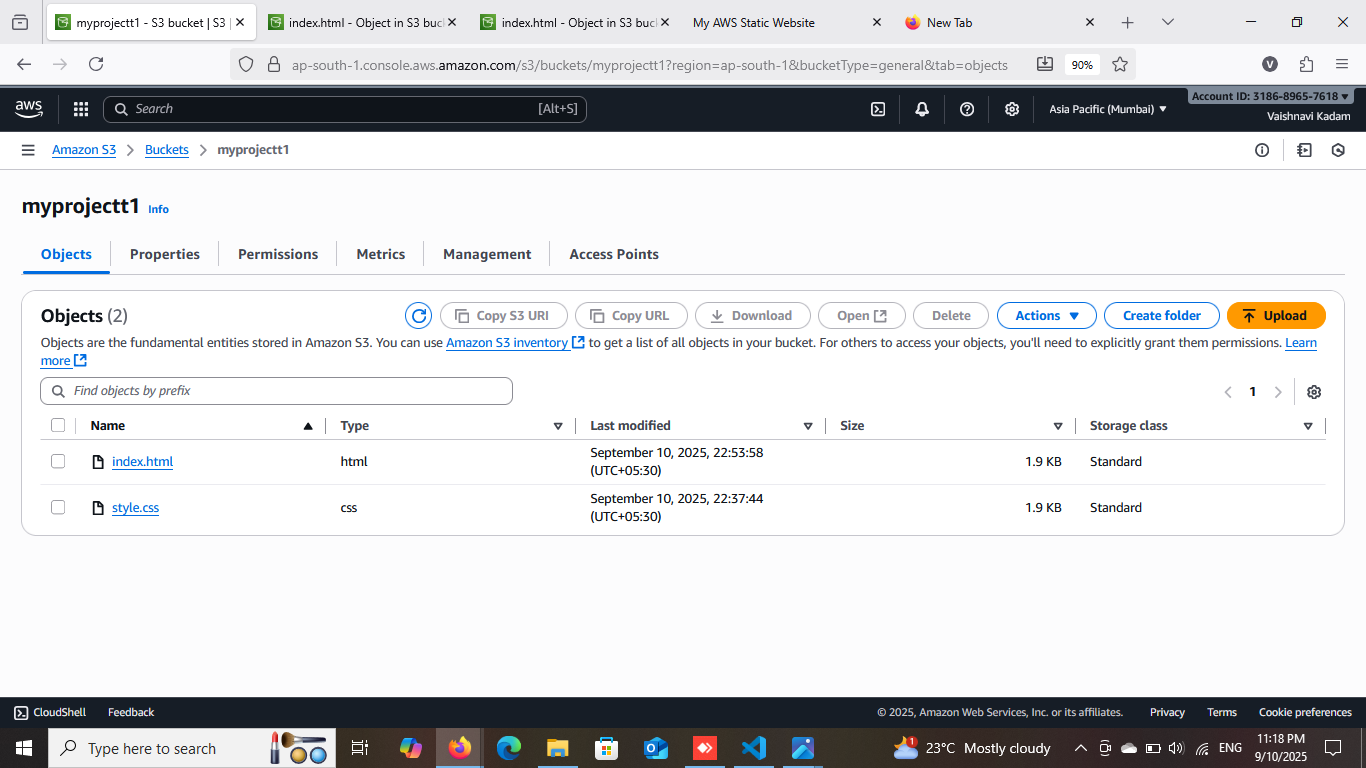 myprojectt1 - S3 bucket | S3 |
index.html - Object in S3 buc
index.html - Object in S3 buc
My AWS Static Website
New Tab
ap-south-1.console.aws.amazon.com/s3/buckets/myprojectt1?region=ap-south-1&bucketType=general&tab=objects
90%
V
aws
Search
[Alt+S]
Asia Pacific (Mumbai)
Account ID: 3186-8965-7618
Vaishnavi Kadam
Amazon S3
Buckets
myprojectt1
myprojectt1 Info
Objects
Properties
Permissions
Metrics
Management
Access Points
Objects (2)
Copy S3 URI
Copy URL
Download
Open
Delete
Actions
Create folder
Upload
Objects are the fundamental entities stored in Amazon S3. You can use Amazon S3 inventory to get a list of all objects in your bucket. For others to access your objects, you'll need to explicitly grant them permissions. Learn
more
Find objects by prefix
1
Name
Type
Last modified
Size
Storage class
index.html
html
September 10, 2025, 22:53:58
(UTC+05:30)
1.9 KB
Standard
style.css
css
September 10, 2025, 22:37:44
(UTC+05:30)
1.9 KB
Standard
CloudShell
Feedback
© 2025, Amazon Web Services, Inc. or its affiliates.
Privacy
Terms
Cookie preferences
Type here to search
1
23°C Mostly cloudy
ENG
11:18 PM
9/10/2025